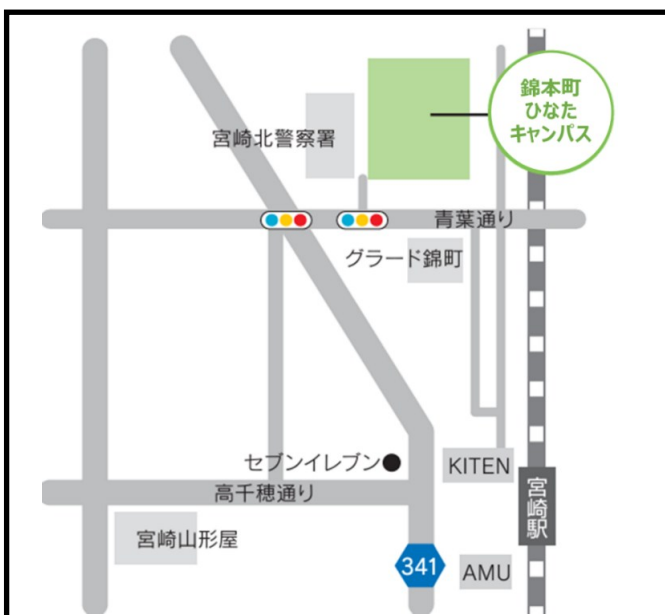 錦本町
ひなた
キャンパス
宮崎北警察署
青葉通り
グラード錦町
セブンイレブン
KITEN
高千穂通り
宮崎駅
宮崎山形屋
341
AMU